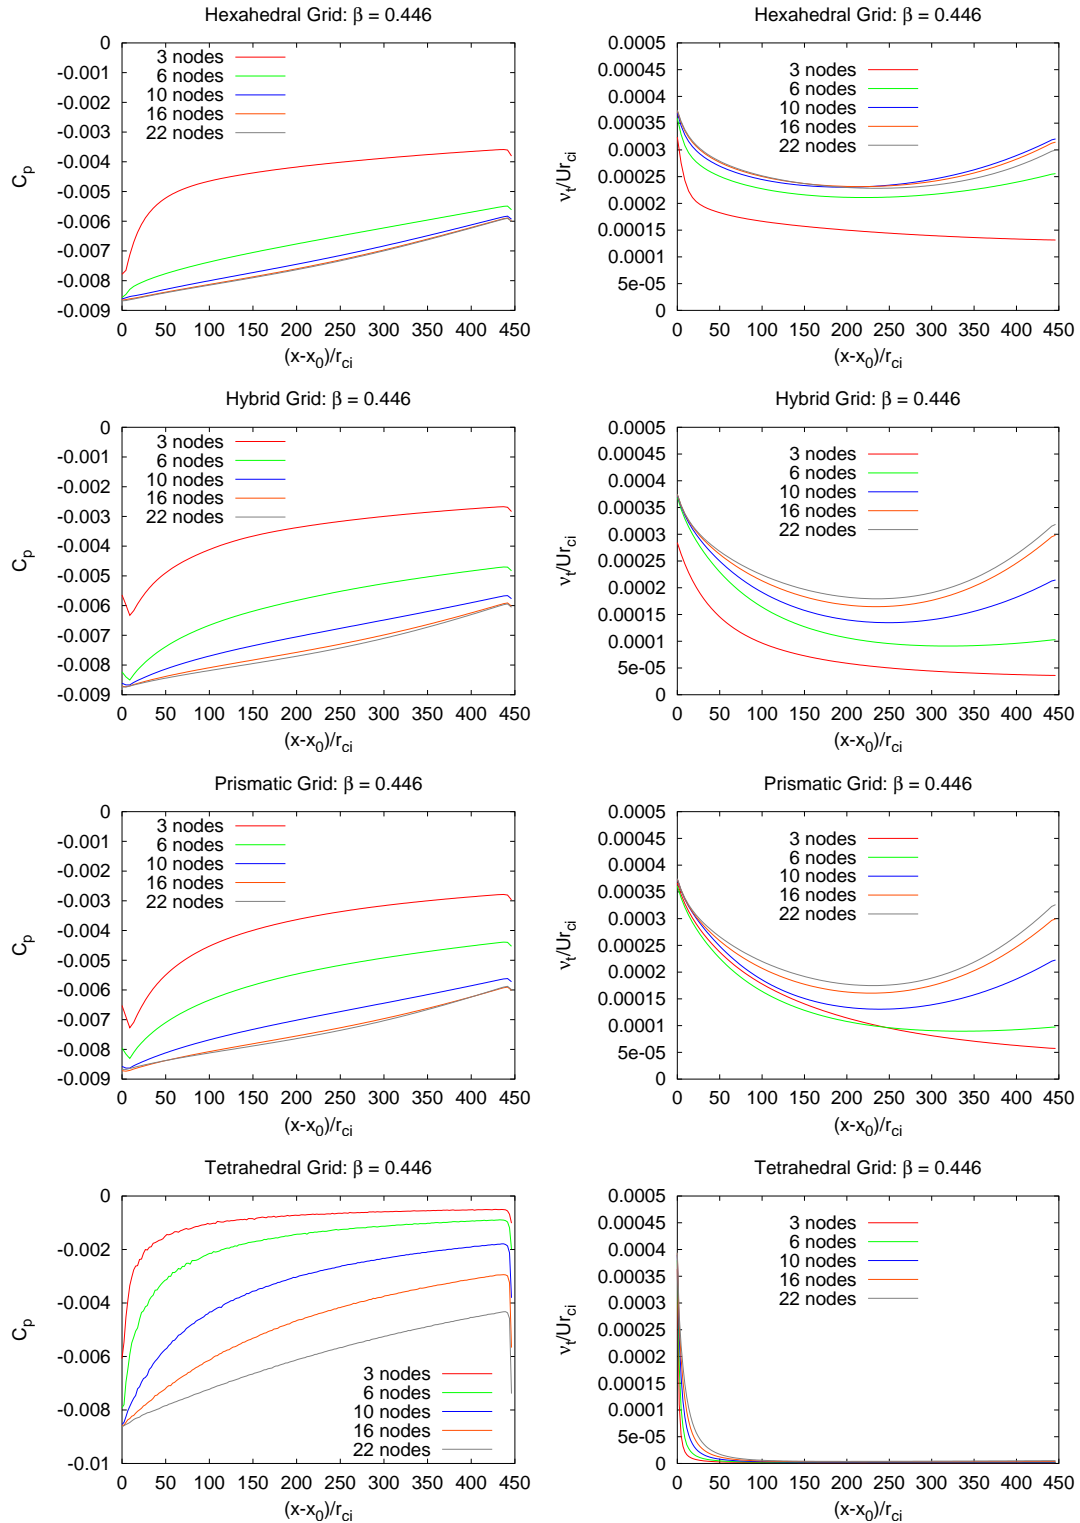 Hexahedral Grid: β = 0.446
0
-0.001
-0.002
-0.003
-0.004
-0.005
-0.006
-0.007
-0.008
-0.009
Cp
3 nodes
6 nodes
10 nodes
16 nodes
22 nodes
0 50 100 150 200 250 300 350 400 450
(x-x0)/rci
Hexahedral Grid: β = 0.446
0.0005
0.00045
0.0004
0.00035
0.0003
0.00025
0.0002
0.00015
0.0001
5e-05
0
νt/Urci
3 nodes
6 nodes
10 nodes
16 nodes
22 nodes
0 50 100 150 200 250 300 350 400 450
(x-x0)/rci
Hybrid Grid: β = 0.446
0
-0.001
-0.002
-0.003
-0.004
-0.005
-0.006
-0.007
-0.008
-0.009
Cp
3 nodes
6 nodes
10 nodes
16 nodes
22 nodes
0 50 100 150 200 250 300 350 400 450
(x-x0)/rci
Hybrid Grid: β = 0.446
0.0005
0.00045
0.0004
0.00035
0.0003
0.00025
0.0002
0.00015
0.0001
5e-05
0
νt/Urci
3 nodes
6 nodes
10 nodes
16 nodes
22 nodes
0 50 100 150 200 250 300 350 400 450
(x-x0)/rci
Prismatic Grid: β = 0.446
0
-0.001
-0.002
-0.003
-0.004
-0.005
-0.006
-0.007
-0.008
-0.009
Cp
3 nodes
6 nodes
10 nodes
16 nodes
22 nodes
0 50 100 150 200 250 300 350 400 450
(x-x0)/rci
Prismatic Grid: β = 0.446
0.0005
0.00045
0.0004
0.00035
0.0003
0.00025
0.0002
0.00015
0.0001
5e-05
0
νt/Urci
3 nodes
6 nodes
10 nodes
16 nodes
22 nodes
0 50 100 150 200 250 300 350 400 450
(x-x0)/rci
Tetrahedral Grid: β = 0.446
0
-0.002
-0.004
-0.006
-0.008
-0.01
Cp
3 nodes
6 nodes
10 nodes
16 nodes
22 nodes
0 50 100 150 200 250 300 350 400 450
(x-x0)/rci
Tetrahedral Grid: β = 0.446
0.0005
0.00045
0.0004
0.00035
0.0003
0.00025
0.0002
0.00015
0.0001
5e-05
0
νt/Urci
3 nodes
6 nodes
10 nodes
16 nodes
22 nodes
0 50 100 150 200 250 300 350 400 450
(x-x0)/rci